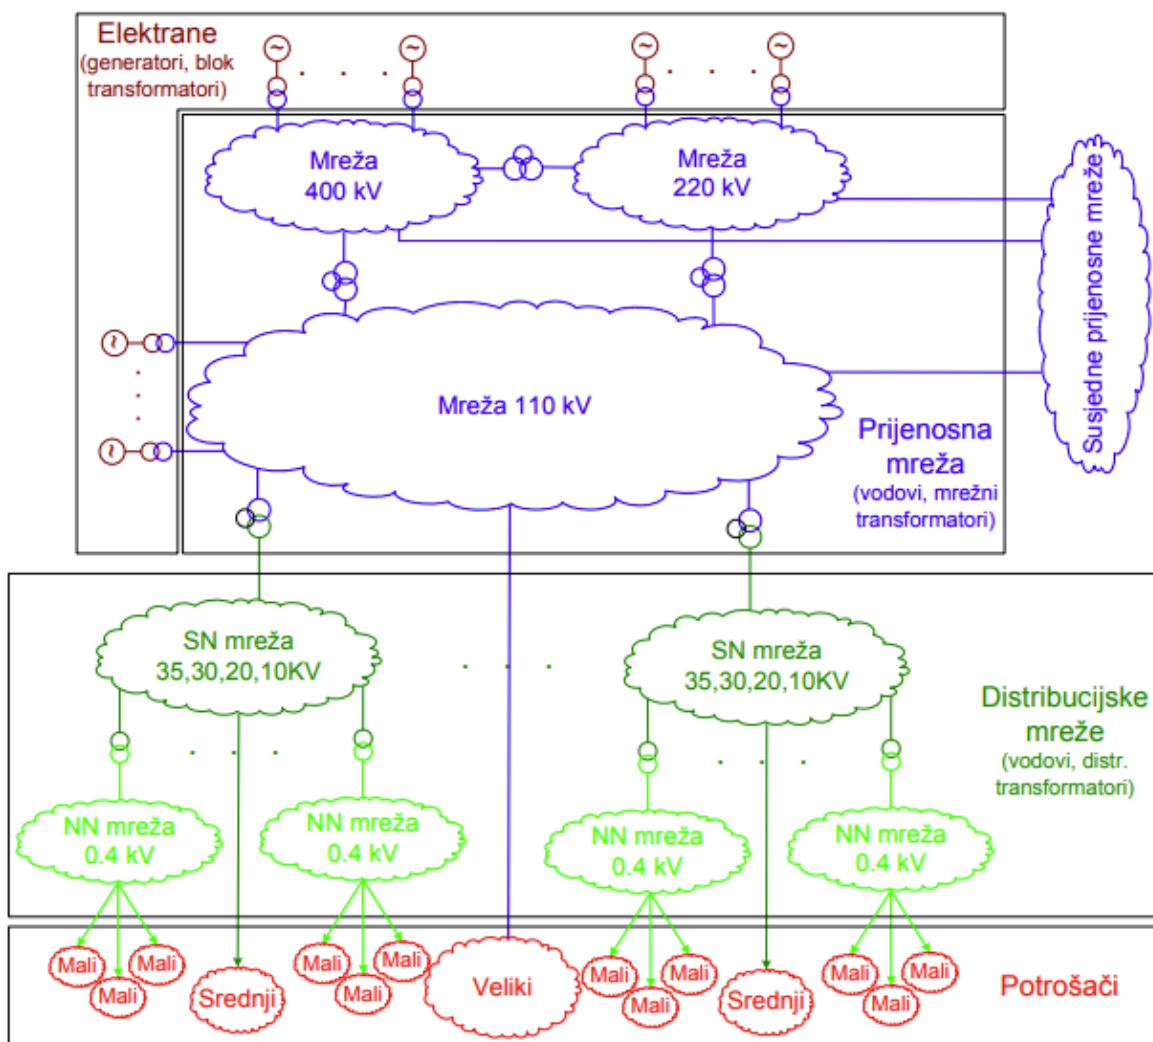 Elektrane
(generatori, blok
transformatori)
~ ~ ~ ~
Mreža
400 kV
Mreža
220 kV
Susjedne prijenosne mreže
~
Mreža 110 kV
~
Prijenosna
mreža
(vodovi, mrežni
transformatori)
SN mreža
35,30,20,10KV
SN mreža
35,30,20,10KV
Distribucijske
mreže
(vodovi, distr.
transformatori)
NN mreža
0.4 kV
NN mreža
0.4 kV
NN mreža
0.4 kV
NN mreža
0.4 kV
Mali
Mali
Mali
Srednji
Mali
Mali
Mali
Veliki
Mali
Mali
Mali
Srednji
Mali
Mali
Mali
Potrošači